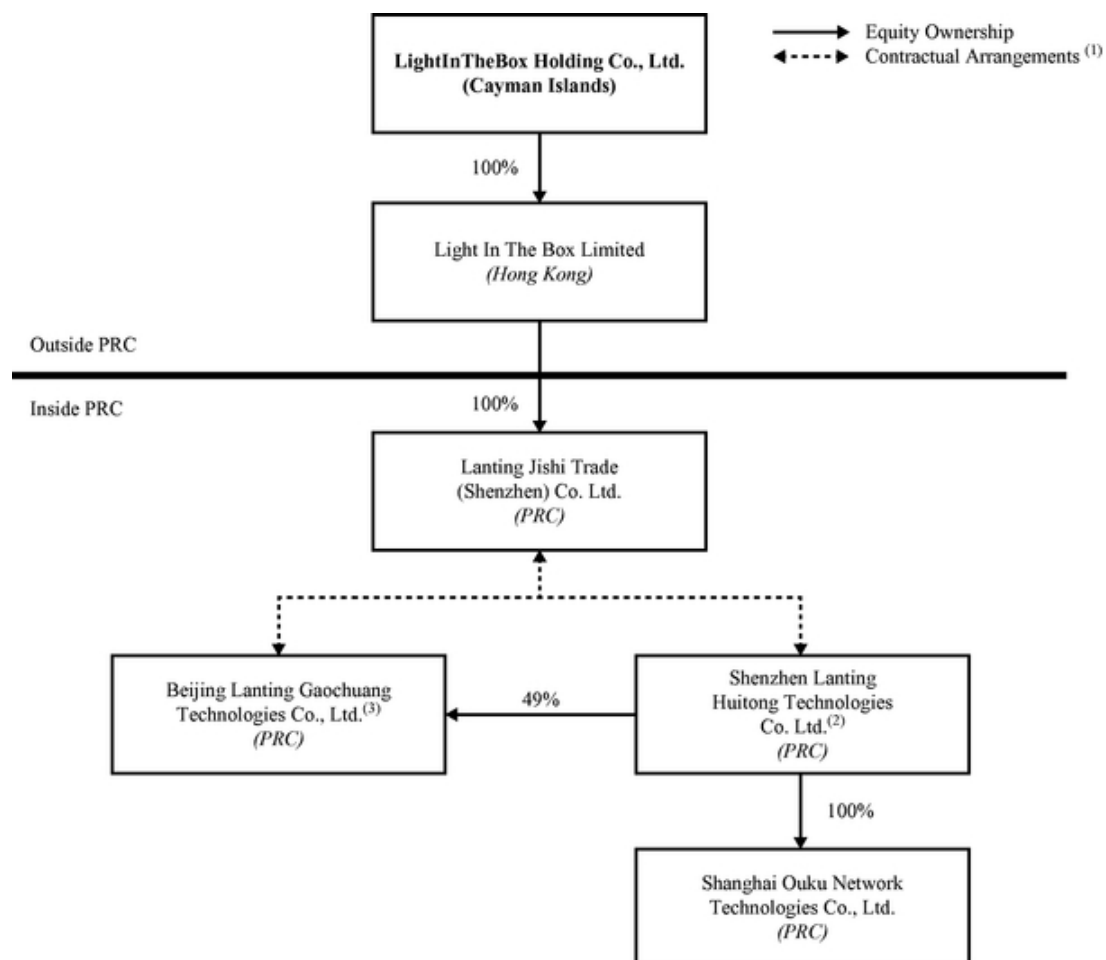 LightInTheBox Holding Co., Ltd.
(Cayman Islands)
Equity Ownership
Contractual Arrangements (1)
100%
Light In The Box Limited
(Hong Kong)
Outside PRC
Inside PRC
100%
Lanting Jishi Trade
(Shenzhen) Co. Ltd.
(PRC)
Beijing Lanting Gaochuang
Technologies Co., Ltd.(3)
(PRC)
49%
Shenzhen Lanting
Huitong Technologies
Co. Ltd.(2)
(PRC)
100%
Shanghai Ouku Network
Technologies Co., Ltd.
(PRC)